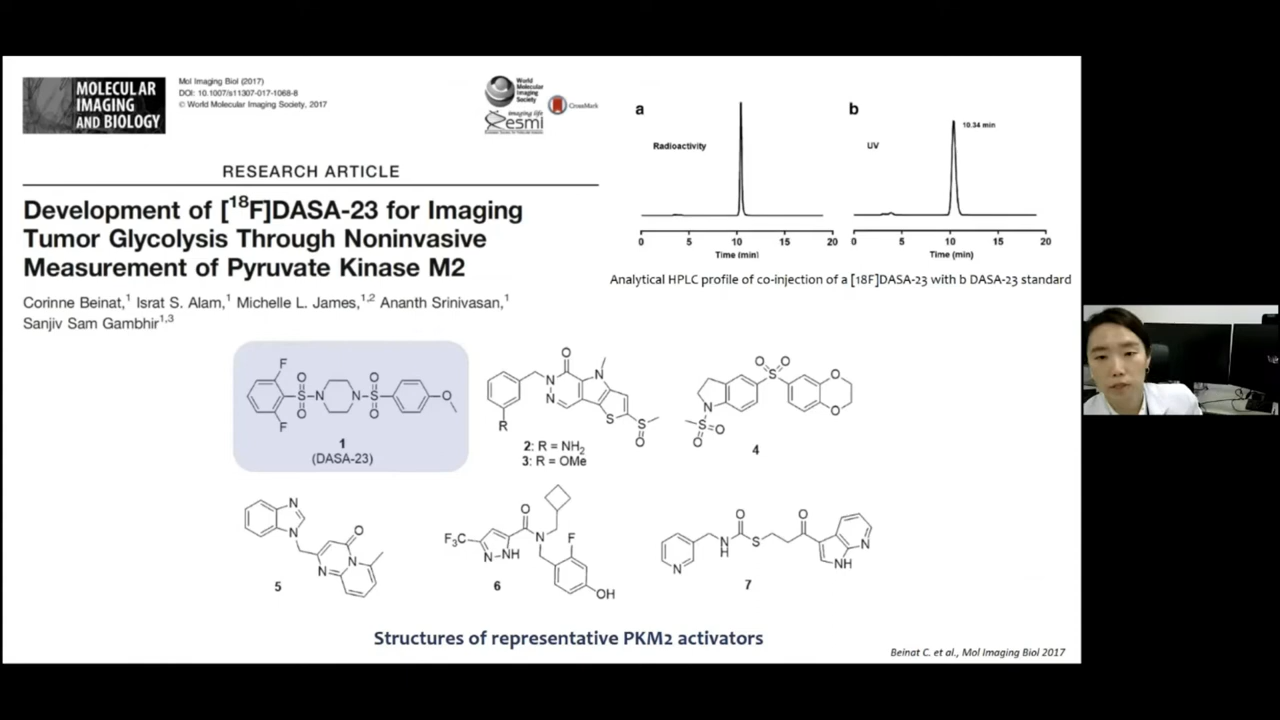 MOLECULAR
IMAGING
AND BIOLOGY
Mol Imaging Biol (2017)
DOI: 10.1007/s11307-017-1068-8
© World Molecular Imaging Society, 2017
World
Molecular
Imaging
Society
CrossMark
imaging life
esmi
RESEARCH ARTICLE
Development of [18F]DASA-23 for Imaging
Tumor Glycolysis Through Noninvasive
Measurement of Pyruvate Kinase M2
Corinne Beinat,1 Israt S. Alam,1 Michelle L. James,1,2 Ananth Srinivasan,1
Sanjiv Sam Gambhir1,3
a
Radioactivity
0 5 10 15 20
Time (min)
b
UV
10.34 min
0 5 10 15 20
Time (min)
Analytical HPLC profile of co-injection of a [18F]DASA-23 with b DASA-23 standard
F
O
O
S
N
N
O
S
O
O
F
1
(DASA-23)
O
N
N
N
S
S
O
R
2: R = NH2
3: R = OMe
O
O
S
O
O
N
S
O
O
4
N
N
O
N
N
5
O
F3C
N
NH
N
F
OH
6
O
O
N
H
S
N
N
NH
7
Structures of representative PKM2 activators
Beinat C. et al., Mol Imaging Biol 2017